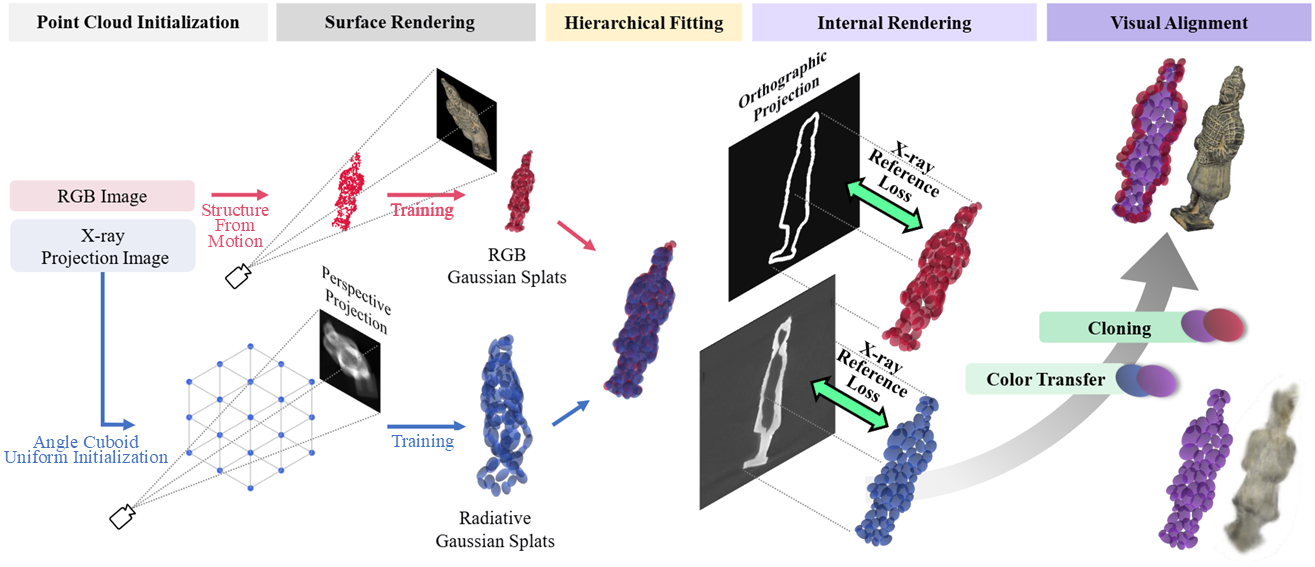 Point Cloud Initialization
Surface Rendering
Hierarchical Fitting
Internal Rendering
Visual Alignment
RGB Image
X-ray
Projection Image
Structure
From
Motion
Training
RGB
Gaussian Splats
Perspective
Projection
Angle Cuboid
Uniform Initialization
Training
Radiative
Gaussian Splats
Orthographic
Projection
X-ray
Reference
Loss
X-ray
Reference
Loss
Cloning
Color Transfer